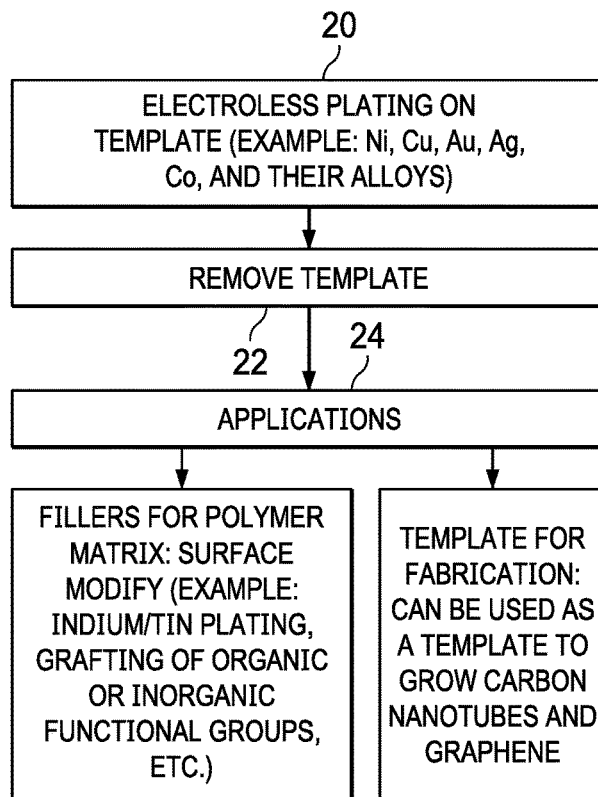 20
ELECTROLESS PLATING ON
TEMPLATE (EXAMPLE: Ni, Cu, Au, Ag,
Co, AND THEIR ALLOYS)
REMOVE TEMPLATE
22
24
APPLICATIONS
FILLERS FOR POLYMER
MATRIX: SURFACE
MODIFY (EXAMPLE:
INDIUM/TIN PLATING,
GRAFTING OF ORGANIC
OR INORGANIC
FUNCTIONAL GROUPS,
ETC.)
TEMPLATE FOR
FABRICATION:
CAN BE USED AS
A TEMPLATE TO
GROW CARBON
NANOTUBES AND
GRAPHENE